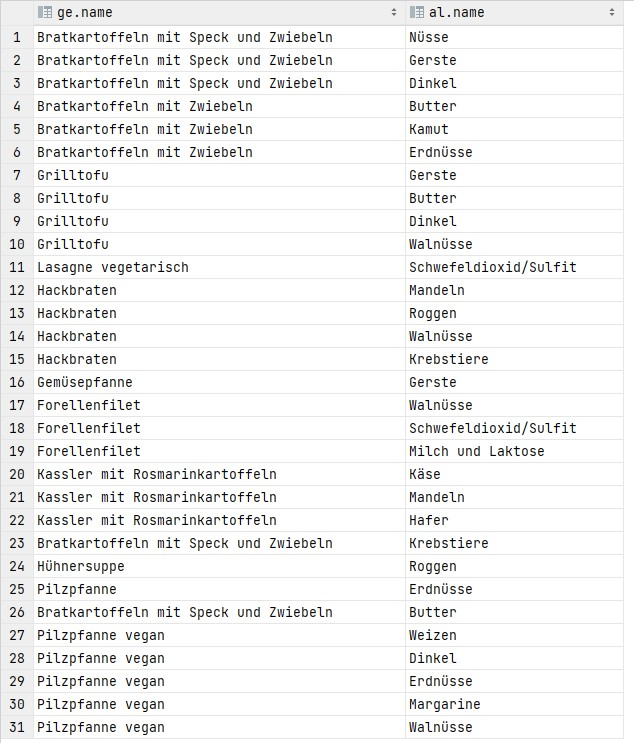 ge.name al.name
1 Bratkartoffeln mit Speck und Zwiebeln Nüsse
2 Bratkartoffeln mit Speck und Zwiebeln Gerste
3 Bratkartoffeln mit Speck und Zwiebeln Dinkel
4 Bratkartoffeln mit Zwiebeln Butter
5 Bratkartoffeln mit Zwiebeln Kamut
6 Bratkartoffeln mit Zwiebeln Erdnüsse
7 Grilltofu Gerste
8 Grilltofu Butter
9 Grilltofu Dinkel
10 Grilltofu Walnüsse
11 Lasagne vegetarisch Schwefeldioxid/Sulfit
12 Hackbraten Mandeln
13 Hackbraten Roggen
14 Hackbraten Walnüsse
15 Hackbraten Krebstiere
16 Gemüsepfanne Gerste
17 Forellenfilet Walnüsse
18 Forellenfilet Schwefeldioxid/Sulfit
19 Forellenfilet Milch und Laktose
20 Kassler mit Rosmarinkartoffeln Käse
21 Kassler mit Rosmarinkartoffeln Mandeln
22 Kassler mit Rosmarinkartoffeln Hafer
23 Bratkartoffeln mit Speck und Zwiebeln Krebstiere
24 Hühnersuppe Roggen
25 Pilzpfanne Erdnüsse
26 Bratkartoffeln mit Speck und Zwiebeln Butter
27 Pilzpfanne vegan Weizen
28 Pilzpfanne vegan Dinkel
29 Pilzpfanne vegan Erdnüsse
30 Pilzpfanne vegan Margarine
31 Pilzpfanne vegan Walnüsse